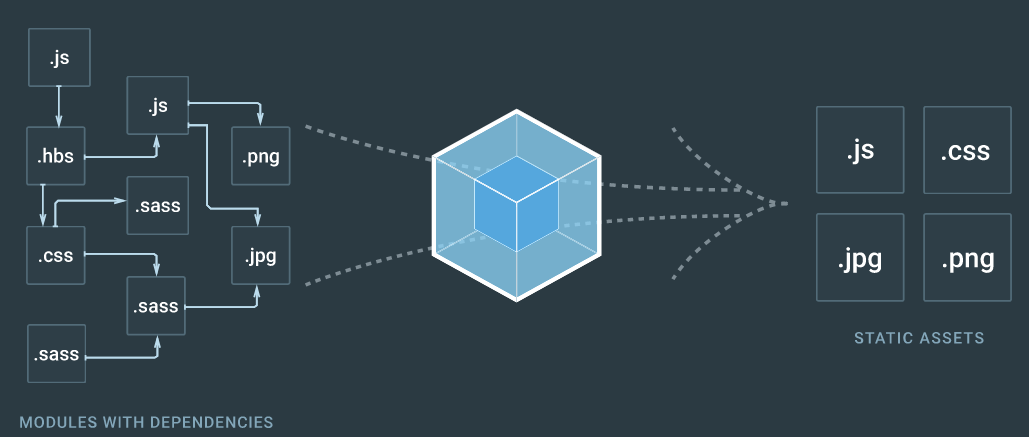 .js
.js
.hbs
.png
.sass
.css
.jpg
.sass
.sass
MODULES WITH DEPENDENCIES
.js
.css
.jpg
.png
STATIC ASSETS